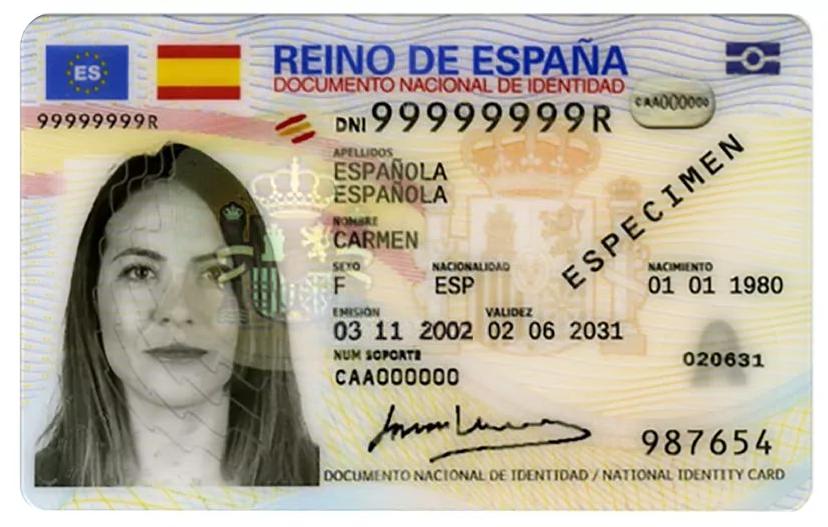 ES
REINO DE ESPAÑA
DOCUMENTO NACIONAL DE IDENTIDAD
99999999R
DNI 99999999R
CAA000000
APELLIDOS
ESPAÑOLA
ESPAÑOLA
NOMBRE
CARMEN
ESPECIMEN
SEXO NACIONALIDAD NACIMIENTO
F ESP 01 01 1980
EMISIÓN VALIDEZ
03 11 2002 02 06 2031
NUM SOPORTE
CAA000000
020631
987654
DOCUMENTO NACIONAL DE IDENTIDAD / NATIONAL IDENTITY CARD